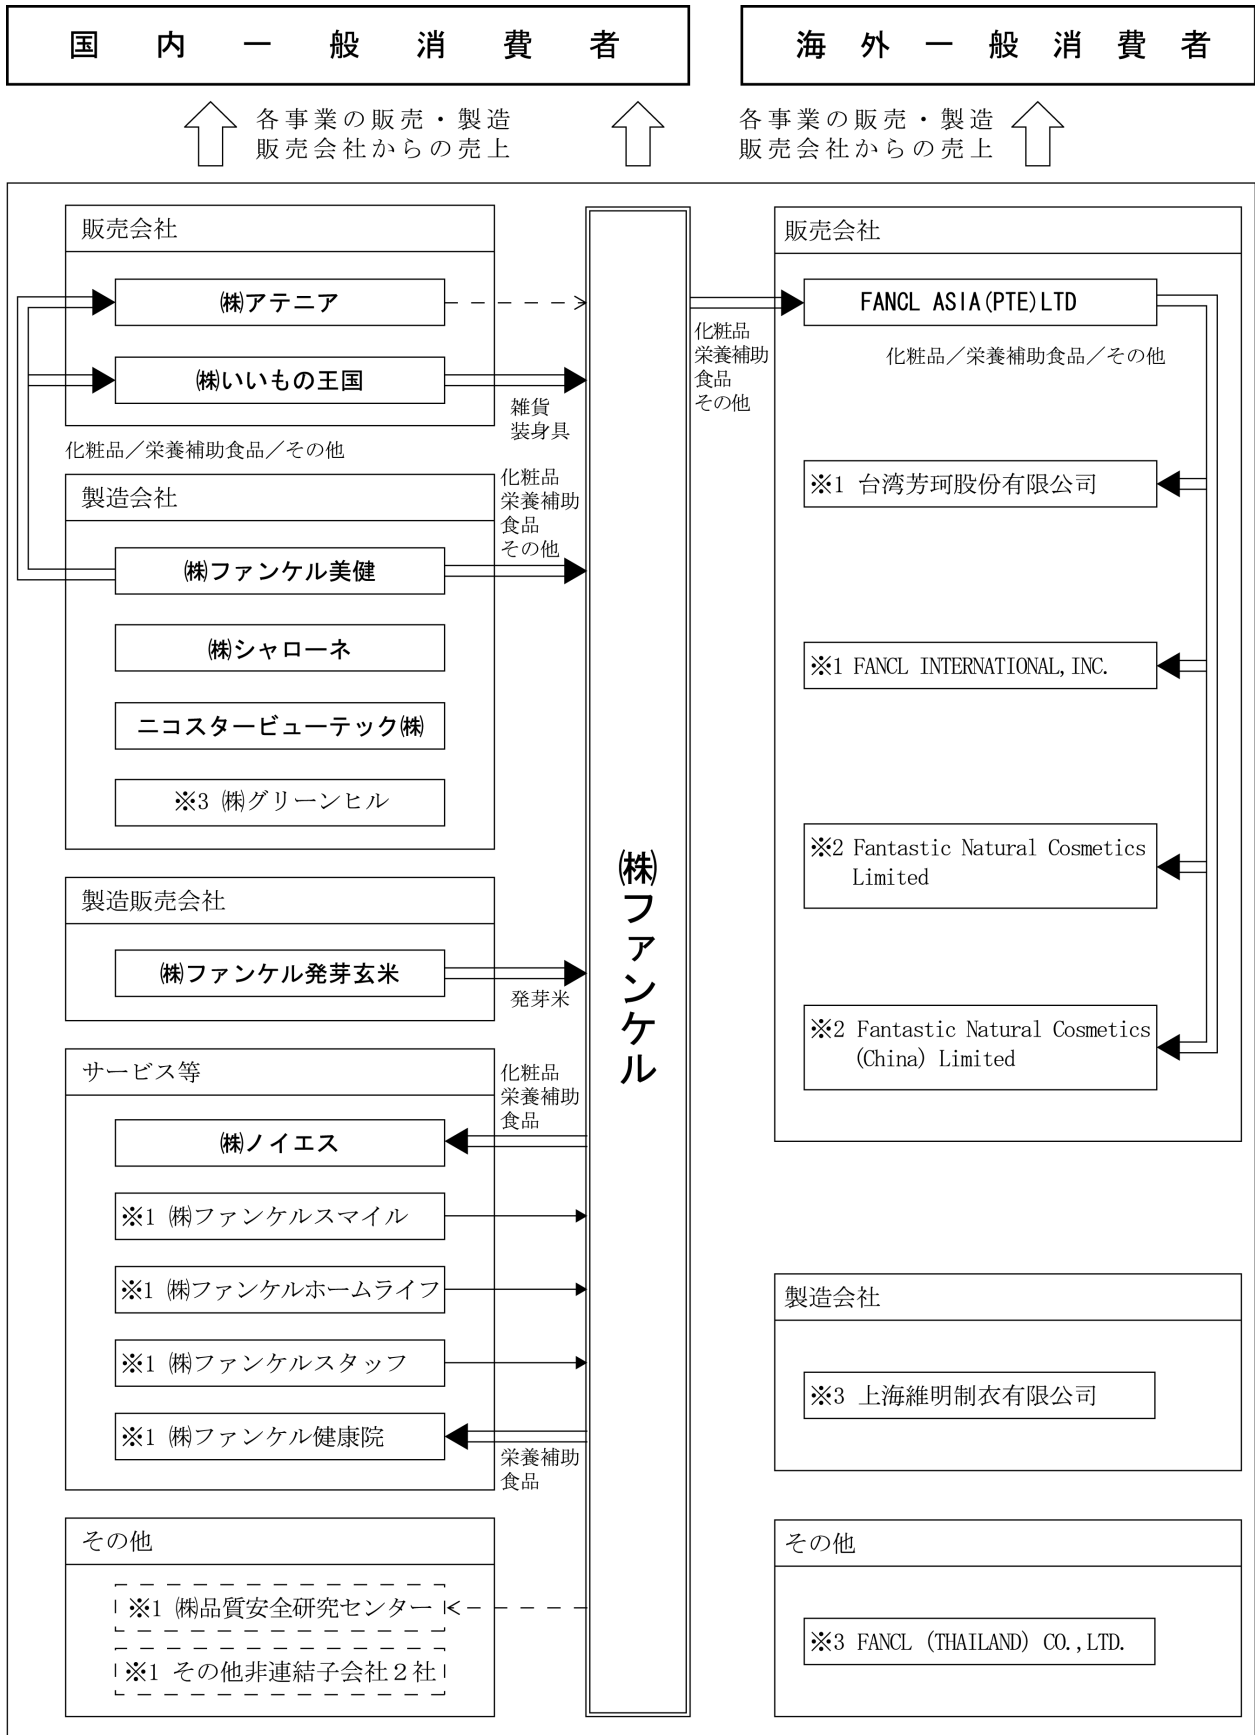 国内一般消費者
海外一般消費者
各事業の販売・製造
販売会社からの売上
各事業の販売・製造
販売会社からの売上
販売会社
㈱アテニア
㈱いいもの王国
雑貨
装身具
化粧品／栄養補助食品／その他
製造会社
化粧品
栄養補助
食品
その他
㈱ファンケル美健
㈱シャローネ
ニコスタービューテック㈱
※3 ㈱グリーンヒル
製造販売会社
㈱ファンケル発芽玄米
発芽米
サービス等
化粧品
栄養補助
食品
㈱ノイエス
※1 ㈱ファンケルスマイル
※1 ㈱ファンケルホームライフ
※1 ㈱ファンケルスタッフ
※1 ㈱ファンケル健康院
栄養補助
食品
その他
※1 ㈱品質安全研究センター
※1 その他非連結子会社２社
㈱ファンケル
化粧品
栄養補助
食品
その他
販売会社
FANCL ASIA(PTE)LTD
化粧品／栄養補助食品／その他
※1 台湾芳珂股份有限公司
※1 FANCL INTERNATIONAL,INC.
※2 Fantastic Natural Cosmetics
Limited
※2 Fantastic Natural Cosmetics
(China) Limited
製造会社
※3 上海維明制衣有限公司
その他
※3 FANCL (THAILAND) CO.,LTD.